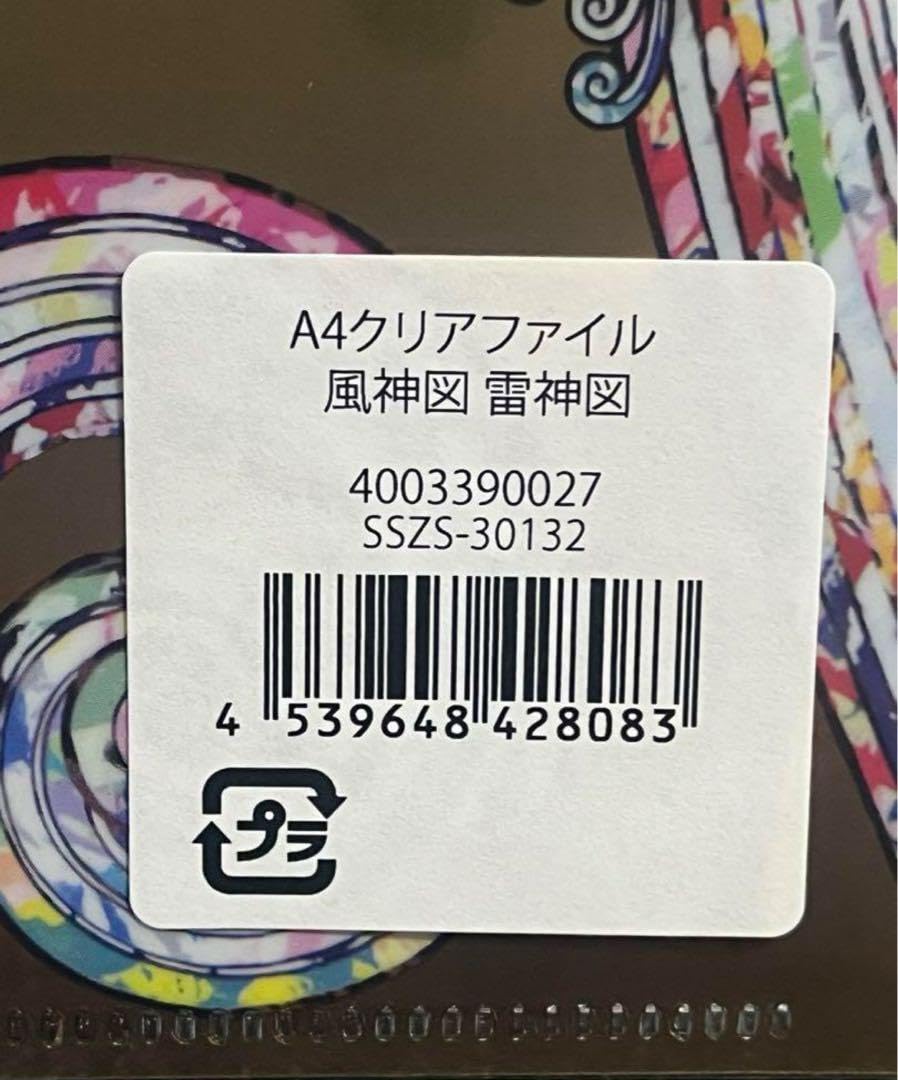 A4クリアファイル
風神図 雷神図
4003390027
SSZS-30132
4 539648 428083
プラ